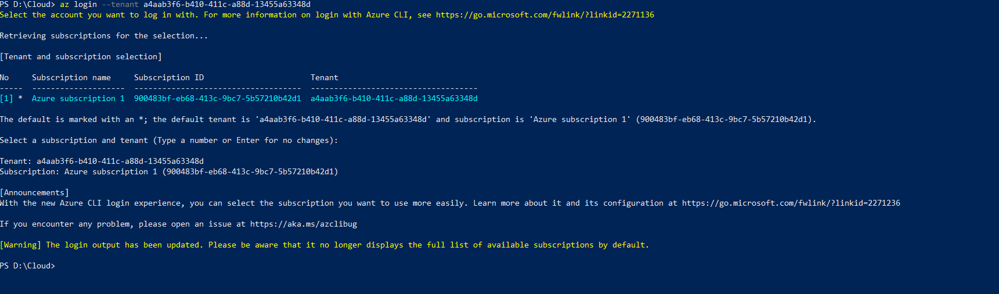 PS D:\Cloud> az login --tenant a4aab3f6-b410-411c-a88d-13455a63348d
Select the account you want to log in with. For more information on login with Azure CLI, see https://go.microsoft.com/fwlink/?linkid=2271136
Retrieving subscriptions for the selection...
[Tenant and subscription selection]
No     Subscription name     Subscription ID                       Tenant
-----  --------------------  ------------------------------------  ------------------------------------
[1] *  Azure subscription 1  900483bf-eb68-413c-9bc7-5b57210b42d1  a4aab3f6-b410-411c-a88d-13455a63348d
The default is marked with an *; the default tenant is 'a4aab3f6-b410-411c-a88d-13455a63348d' and subscription is 'Azure subscription 1' (900483bf-eb68-413c-9bc7-5b57210b42d1).
Select a subscription and tenant (Type a number or Enter for no changes):
Tenant: a4aab3f6-b410-411c-a88d-13455a63348d
Subscription: Azure subscription 1 (900483bf-eb68-413c-9bc7-5b57210b42d1)
[Announcements]
With the new Azure CLI login experience, you can select the subscription you want to use more easily. Learn more about it and its configuration at https://go.microsoft.com/fwlink/?linkid=2271236
If you encounter any problem, please open an issue at https://aka.ms/azclibug
[Warning] The login output has been updated. Please be aware that it no longer displays the full list of available subscriptions by default.
PS D:\Cloud>